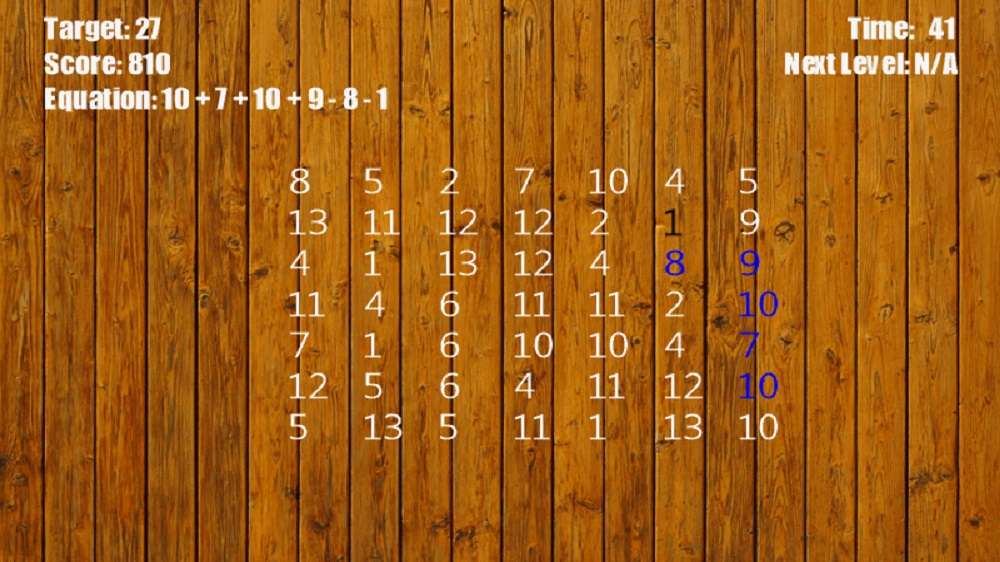 Target: 27
Time: 41
Score: 810
Next Level: N/A
Equation: 10 + 7 + 10 + 9 - 8 - 1
8 5 2 7 10 4 5
13 11 12 12 2 1 9
4 1 13 12 4 8 9
11 4 6 11 11 2 10
7 1 6 10 10 4 7
12 5 6 4 11 12 10
5 13 5 11 1 13 10